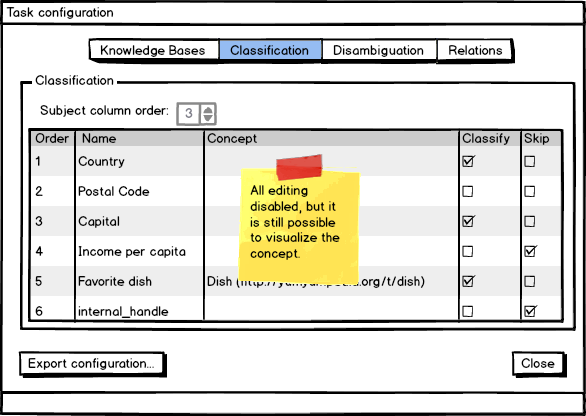 Task configuration
Knowledge Bases Classification Disambiguation Relations
Classification
Subject column order: 3
Order Name Concept Classify Skip
1 Country
2 Postal Code
3 Capital
4 Income per capita
5 Favorite dish Dish (http://yumyumpedia.org/t/dish)
6 internal_handle
All editing
disabled, but it
is still possible
to visualize the
concept.
Export configuration... Close